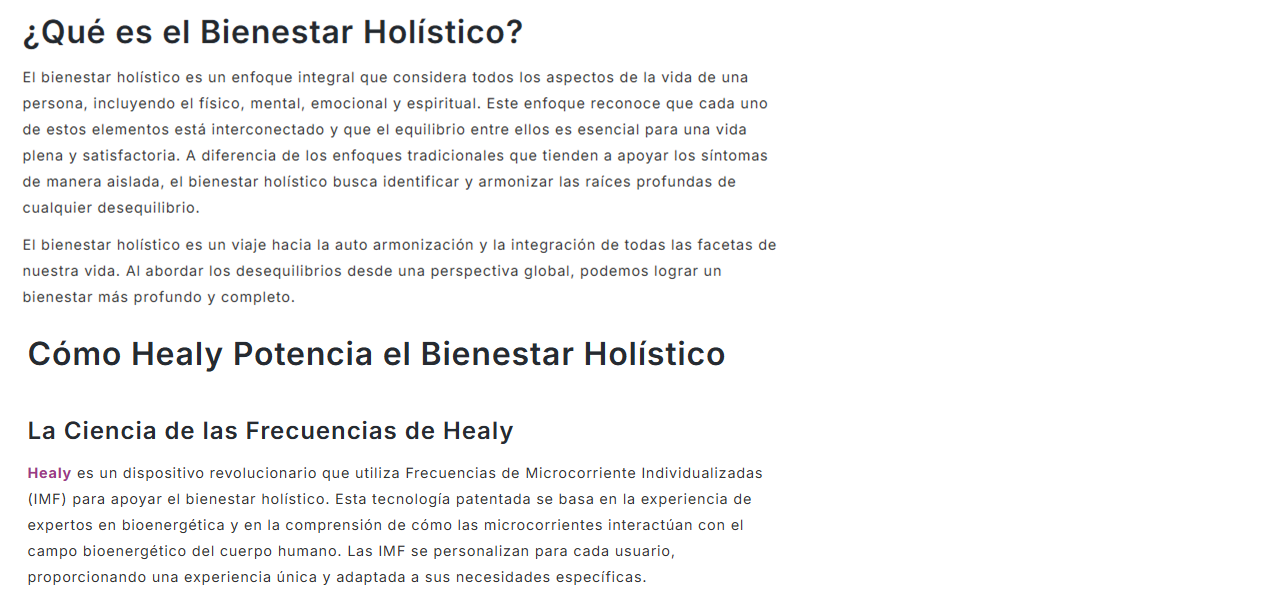 ¿Qué es el Bienestar Holístico?
El bienestar holístico es un enfoque integral que considera todos los aspectos de la vida de una
persona, incluyendo el físico, mental, emocional y espiritual. Este enfoque reconoce que cada uno
de estos elementos está interconectado y que el equilibrio entre ellos es esencial para una vida
plena y satisfactoria. A diferencia de los enfoques tradicionales que tienden a apoyar los síntomas
de manera aislada, el bienestar holístico busca identificar y armonizar las raíces profundas de
cualquier desequilibrio.
El bienestar holístico es un viaje hacia la auto armonización y la integración de todas las facetas de
nuestra vida. Al abordar los desequilibrios desde una perspectiva global, podemos lograr un
bienestar más profundo y completo.
Cómo Healy Potencia el Bienestar Holístico
La Ciencia de las Frecuencias de Healy
Healy es un dispositivo revolucionario que utiliza Frecuencias de Microcorriente Individualizadas
(IMF) para apoyar el bienestar holístico. Esta tecnología patentada se basa en la experiencia de
expertos en bioenergética y en la comprensión de cómo las microcorrientes interactúan con el
campo bioenergético del cuerpo humano. Las IMF se personalizan para cada usuario,
proporcionando una experiencia única y adaptada a sus necesidades específicas.